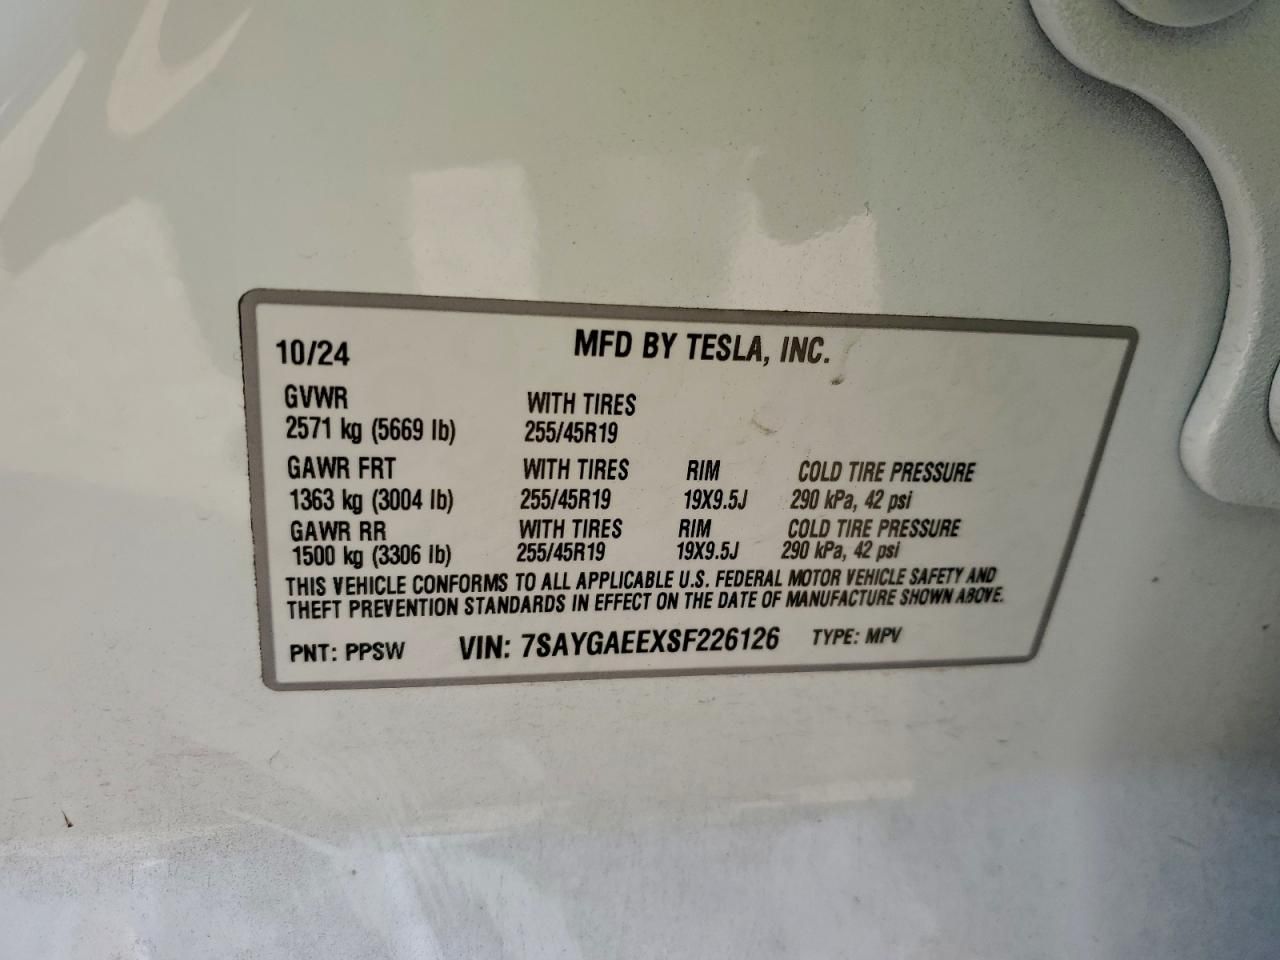 10/24 MFD BY TESLA, INC.
GVWR WITH TIRES
2571 kg (5669 lb) 255/45R19
GAWR FRT WITH TIRES RIM COLD TIRE PRESSURE
1363 kg (3004 lb) 255/45R19 19X9.5J 290 kPa, 42 psi
GAWR RR WITH TIRES RIM COLD TIRE PRESSURE
1500 kg (3306 lb) 255/45R19 19X9.5J 290 kPa, 42 psi
THIS VEHICLE CONFORMS TO ALL APPLICABLE U.S. FEDERAL MOTOR VEHICLE SAFETY AND
THEFT PREVENTION STANDARDS IN EFFECT ON THE DATE OF MANUFACTURE SHOWN ABOVE.
PNT: PPSW VIN: 7SAYGAEEXSF226126 TYPE: MPV